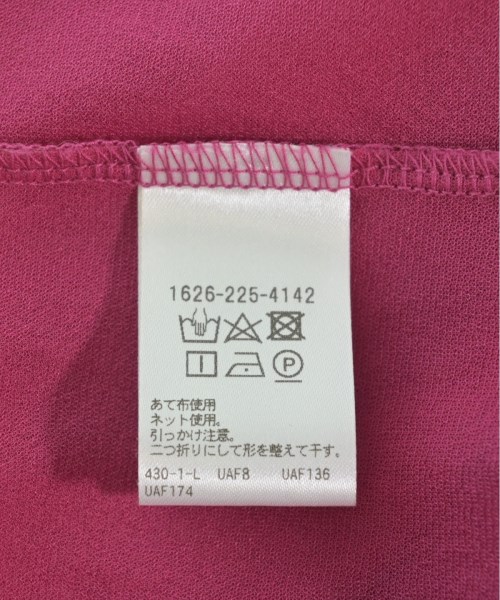 1626-225-4142
P
あて布使用
ネット使用。
引っかけ注意。
二つ折りにして形を整えて干す。
430-1-L UAF8 UAF136
UAF174